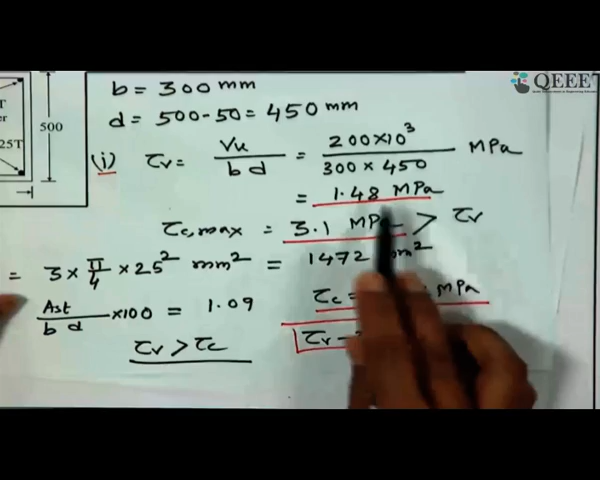 QEEE
500
25T
b = 300 mm
d = 500-50 = 450 mm
(i) τv = Vu / b d = 200×10³ / 300 × 450 MPa
= 1.48 MPa
τc,max = 3.1 MPa > τv
= 3 × π/4 × 25² mm² = 1472 mm²
Ast / b d ×100 = 1.09
τc = MPa
τv > τc
τv -